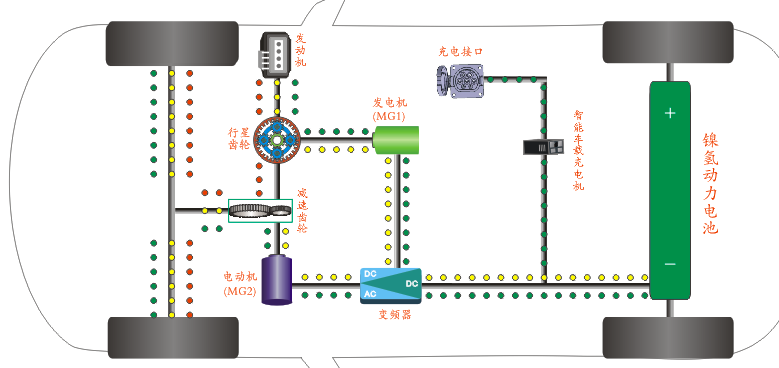 发动机
充电接口
发电机
(MG1)
行星
齿轮
智能车载充电机
镍氢动力电池
+
减速齿轮
电动机
(MG2)
DC
AC
DC
变频器
−